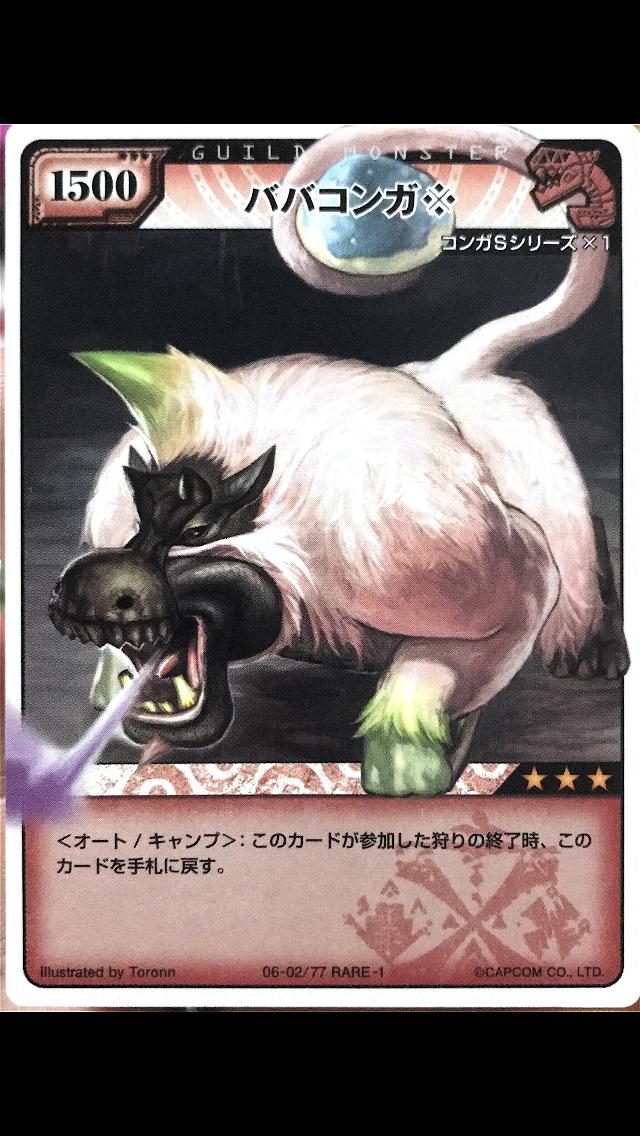 GUILD MONSTER
1500
ババコンガ※
コンガSシリーズ×1
★★★
<オート / キャンプ>：このカードが参加した狩りの終了時、この
カードを手札に戻す。
Illustrated by Toronn
06-02/77 RARE-1
©CAPCOM CO., LTD.